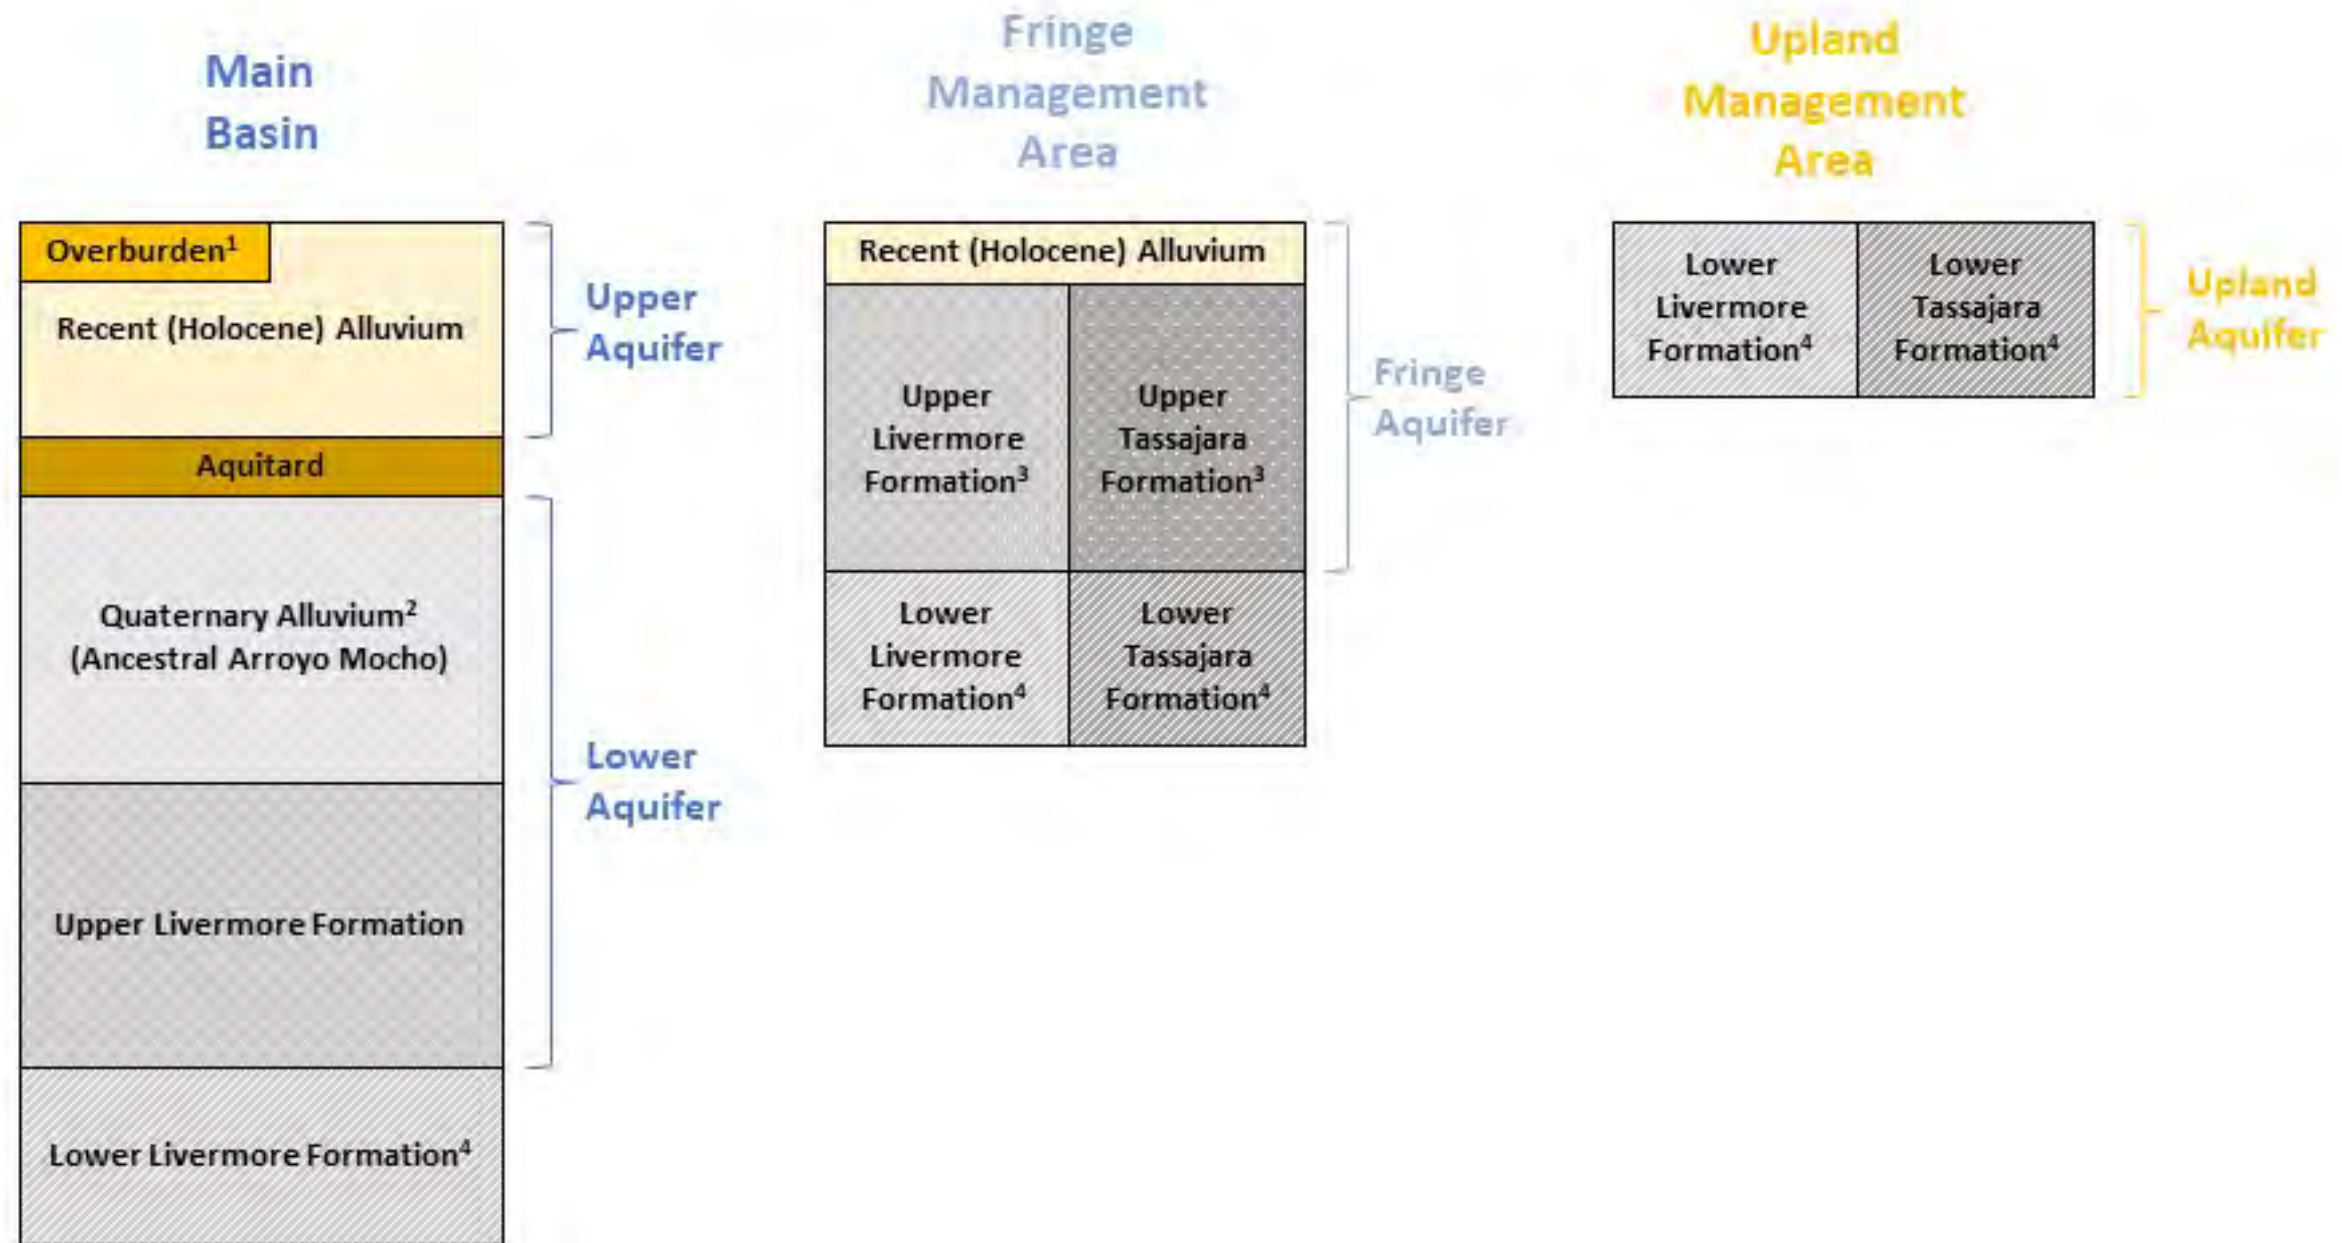 Main
Basin
Overburden¹
Recent (Holocene) Alluvium
Upper
Aquifer
Aquitard
Quaternary Alluvium²
(Ancestral Arroyo Mocho)
Lower
Aquifer
Upper Livermore Formation
Lower Livermore Formation⁴
Fringe
Management
Area
Recent (Holocene) Alluvium
Upper
Livermore
Formation³
Upper
Tassajara
Formation³
Fringe
Aquifer
Lower
Livermore
Formation⁴
Lower
Tassajara
Formation⁴
Upland
Management
Area
Lower
Livermore
Formation⁴
Lower
Tassajara
Formation⁴
Upland
Aquifer